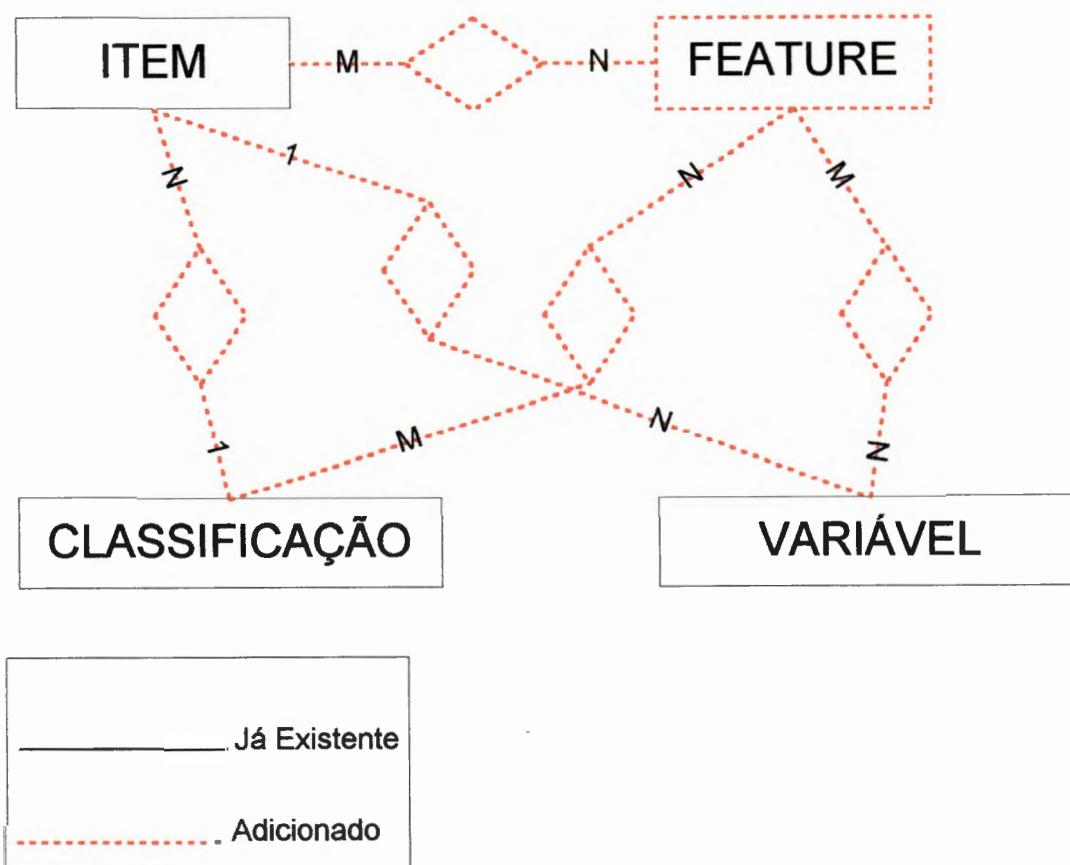 ITEM
M
N
FEATURE
1
N
N
M
N
1
M
N
CLASSIFICAÇÃO
VARIÁVEL
Já Existente
Adicionado